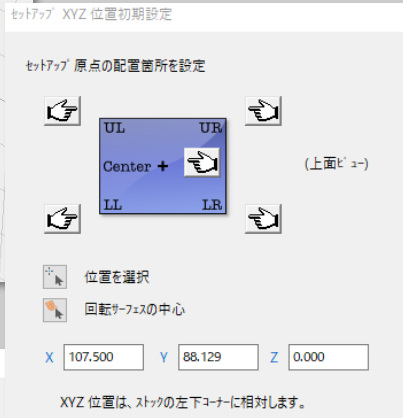 ｾｯﾄｱｯﾌﾟ XYZ 位置初期設定
ｾｯﾄｱｯﾌﾟ原点の配置箇所を設定
UL UR
Center +
(上面ﾋﾞｭｰ)
LL LR
位置を選択
回転ｻｰﾌｪｽの中心
X 107.500 Y 88.129 Z 0.000
XYZ 位置は、ｽﾄｯｸの左下ｺｰﾅｰに相対します。